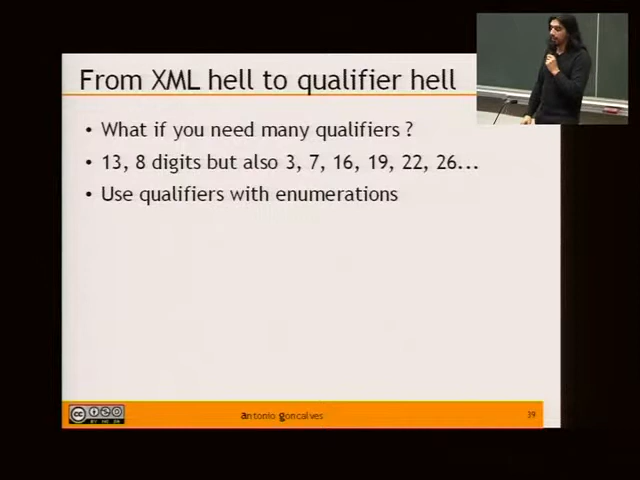 From XML hell to qualifier hell
• What if you need many qualifiers ?
• 13, 8 digits but also 3, 7, 16, 19, 22, 26...
• Use qualifiers with enumerations
cc
antonio goncalves
39